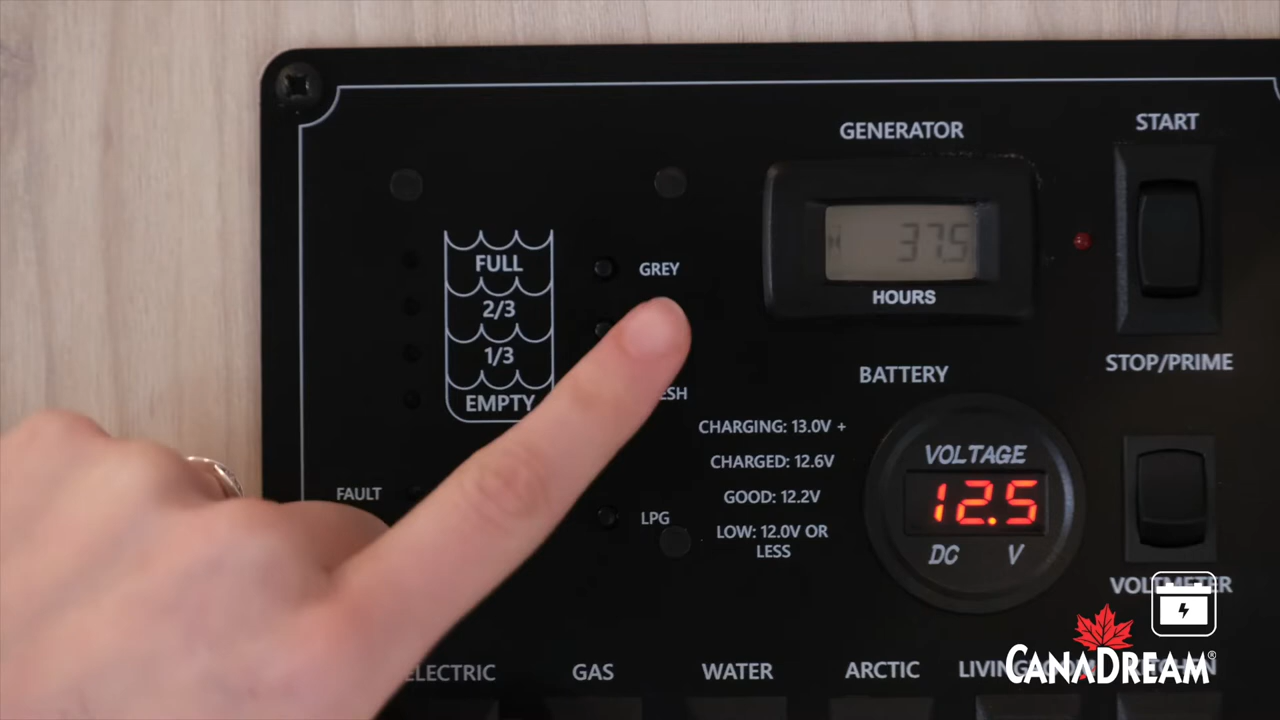 GENERATOR
START
37.5
HOURS
GREY
FULL
2/3
1/3
EMPTY
STOP/PRIME
BATTERY
ESH
CHARGING: 13.0V +
CHARGED: 12.6V
GOOD: 12.2V
LOW: 12.0V OR
LESS
VOLTAGE
12.5
DC V
FAULT
LPG
VOLTMETER
ELECTRIC
GAS
WATER
ARCTIC
CANADREAM®